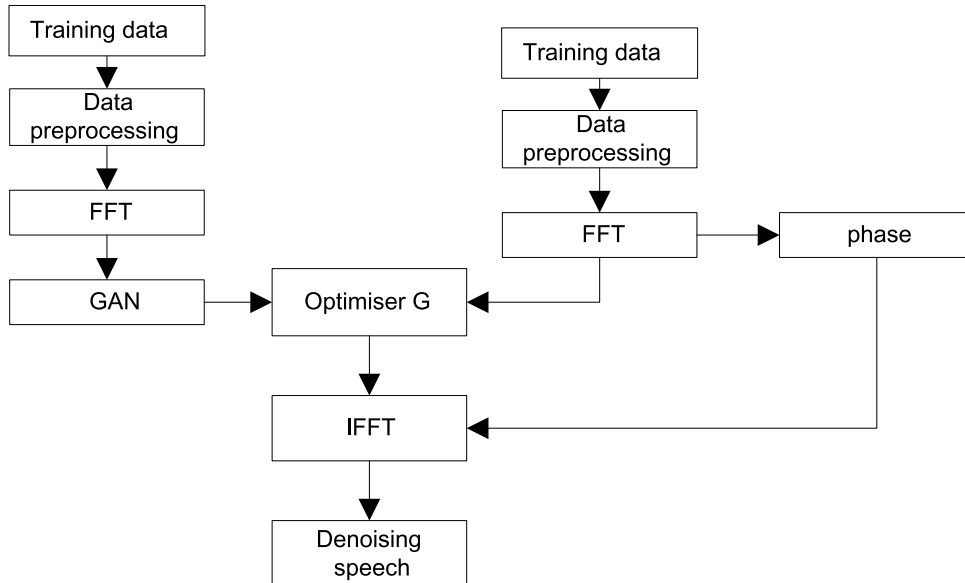 Training data
Data
preprocessing
FFT
GAN
Training data
Data
preprocessing
FFT
phase
Optimiser G
IFFT
Denoising
speech